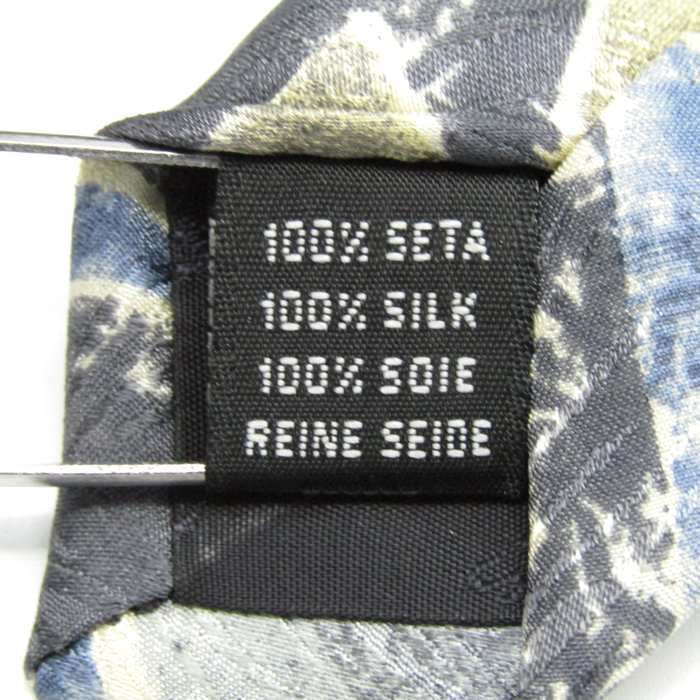 100% SETA
100% SILK
100% SOIE
REINE SEIDE